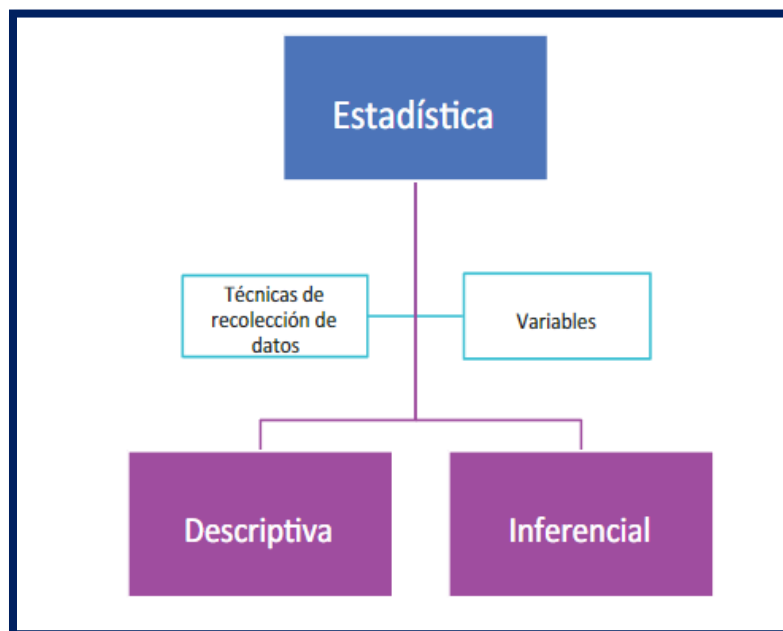 Estadística
Técnicas de
recolección de
datos
Variables
Descriptiva
Inferencial